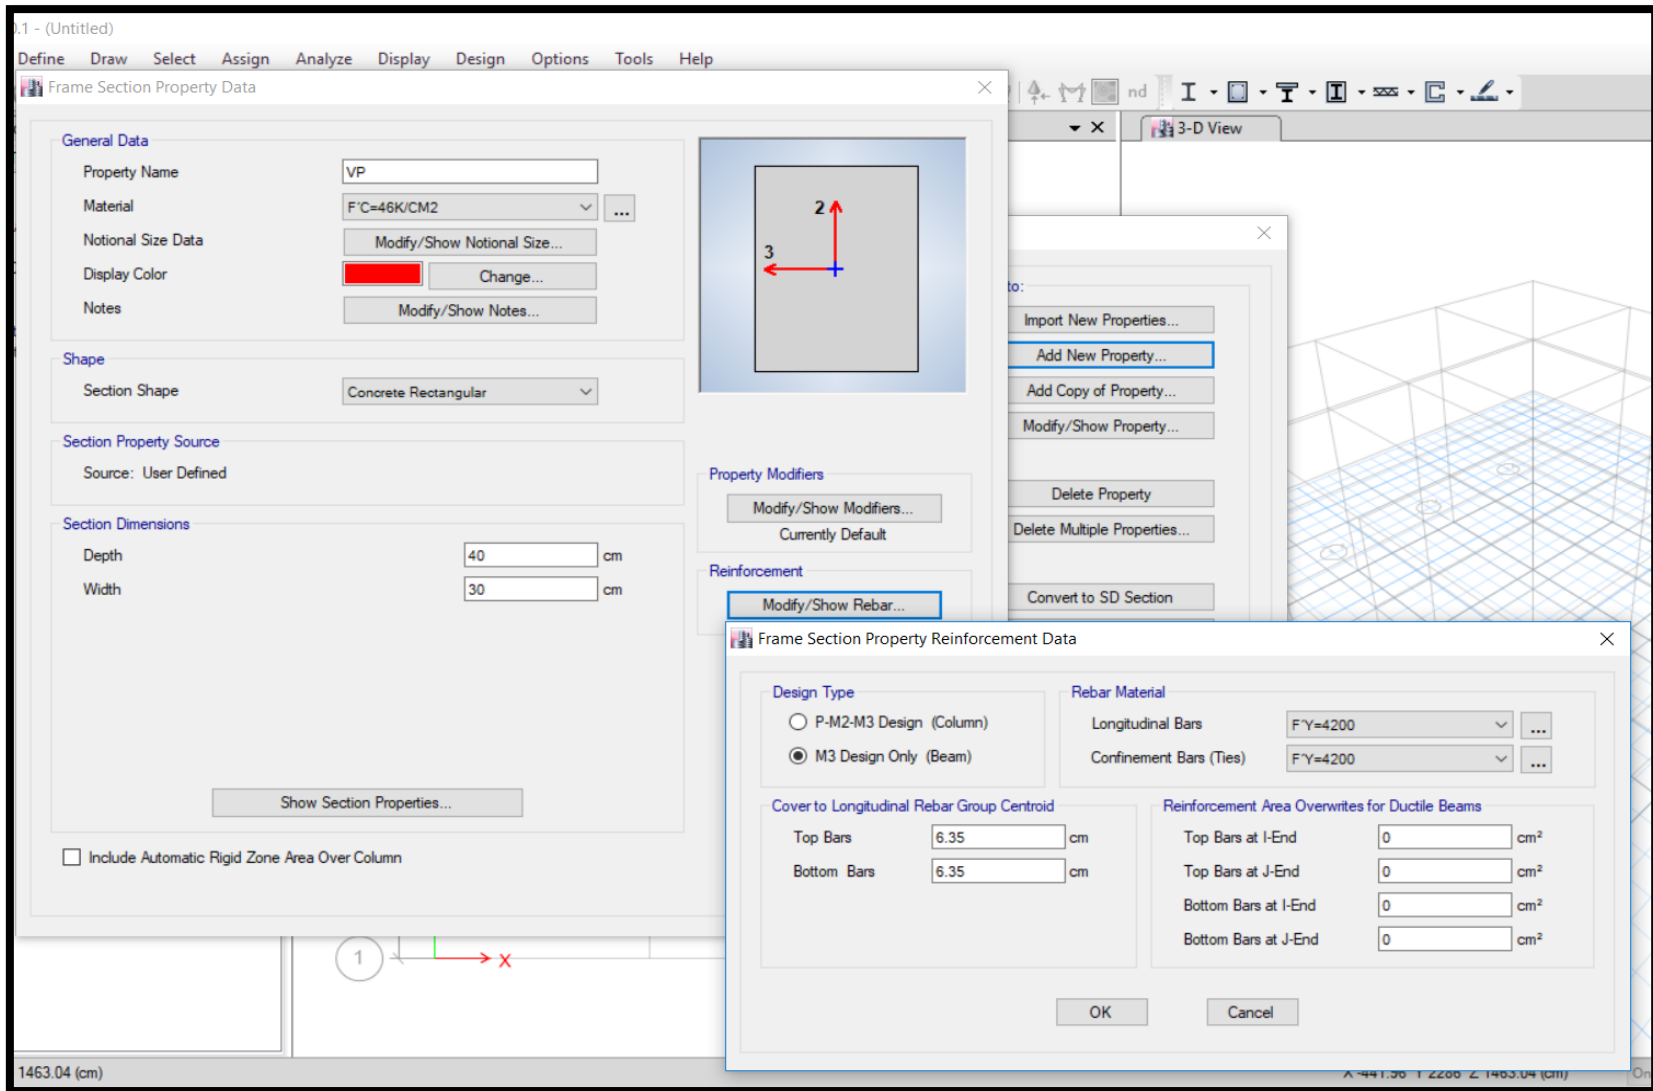 0.1 - (Untitled)
Define Draw Select Assign Analyze Display Design Options Tools Help
Frame Section Property Data
nd
3-D View
General Data
Property Name VP
Material F´C=46K/CM2 ...
Notional Size Data Modify/Show Notional Size...
Display Color Change...
Notes Modify/Show Notes...
2
3
Shape
Section Shape Concrete Rectangular
Section Property Source
Source: User Defined
Section Dimensions
Depth 40 cm
Width 30 cm
Show Section Properties...
Include Automatic Rigid Zone Area Over Column
Property Modifiers
Modify/Show Modifiers...
Currently Default
Reinforcement
Modify/Show Rebar...
to:
Import New Properties...
Add New Property...
Add Copy of Property...
Modify/Show Property...
Delete Property
Delete Multiple Properties...
Convert to SD Section
Frame Section Property Reinforcement Data
Design Type
P-M2-M3 Design (Column)
M3 Design Only (Beam)
Rebar Material
Longitudinal Bars F´Y=4200 ...
Confinement Bars (Ties) F´Y=4200 ...
Cover to Longitudinal Rebar Group Centroid
Top Bars 6.35 cm
Bottom Bars 6.35 cm
Reinforcement Area Overwrites for Ductile Beams
Top Bars at I-End 0 cm²
Top Bars at J-End 0 cm²
Bottom Bars at I-End 0 cm²
Bottom Bars at J-End 0 cm²
OK Cancel
1 X
1463.04 (cm)
X -441.96 Y 2286 Z 1463.04 (cm)
On